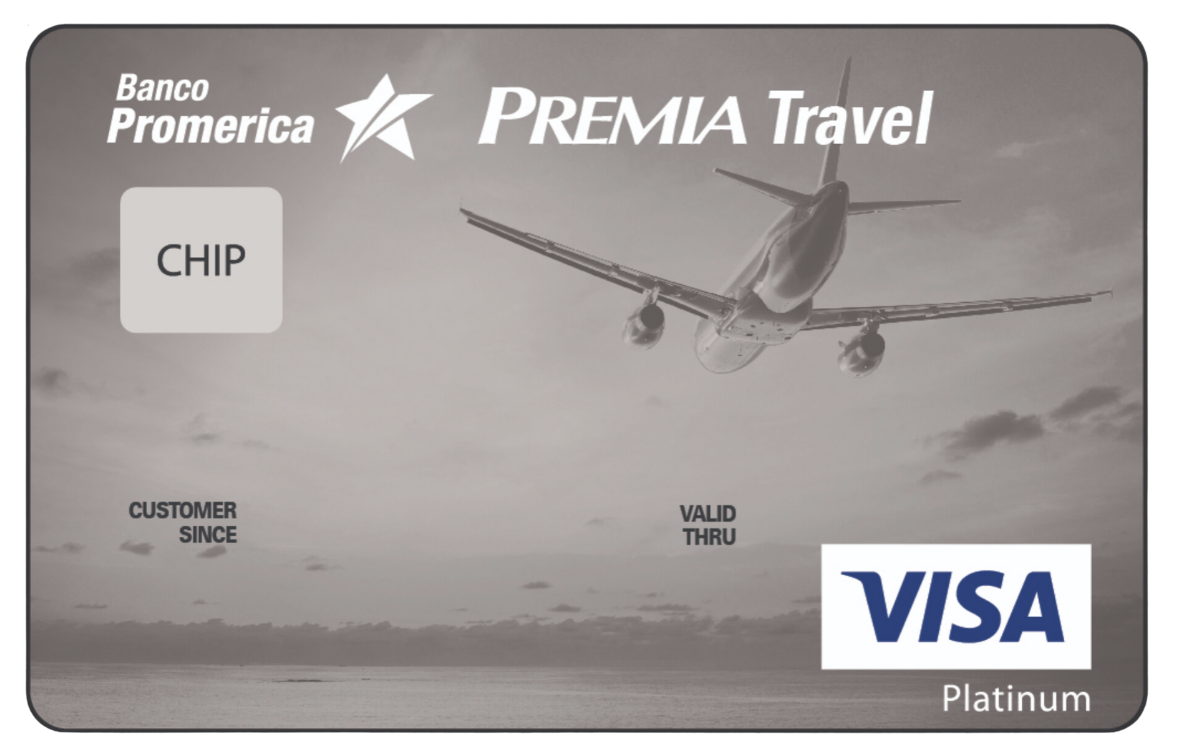 Banco
Promerica
PREMIA Travel
CHIP
CUSTOMER
SINCE
VALID
THRU
VISA
Platinum